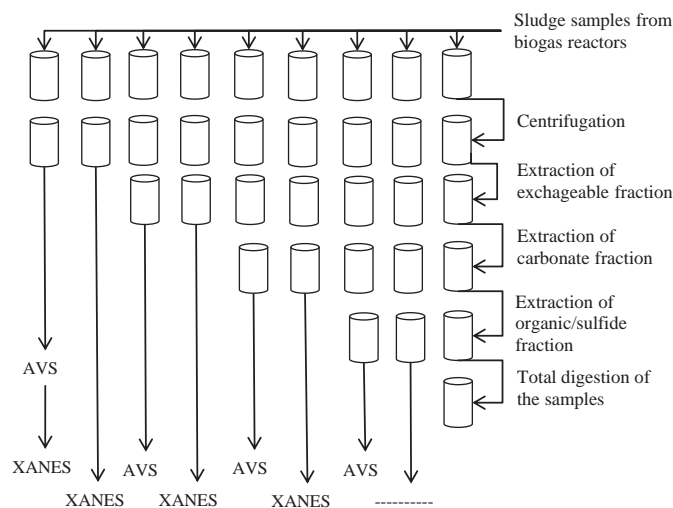 Sludge samples from
biogas reactors
Centrifugation
Extraction of
exchageable fraction
Extraction of
carbonate fraction
Extraction of
organic/sulfide
fraction
Total digestion of
the samples
AVS
XANES
AVS
AVS
AVS
XANES
XANES
XANES
----------